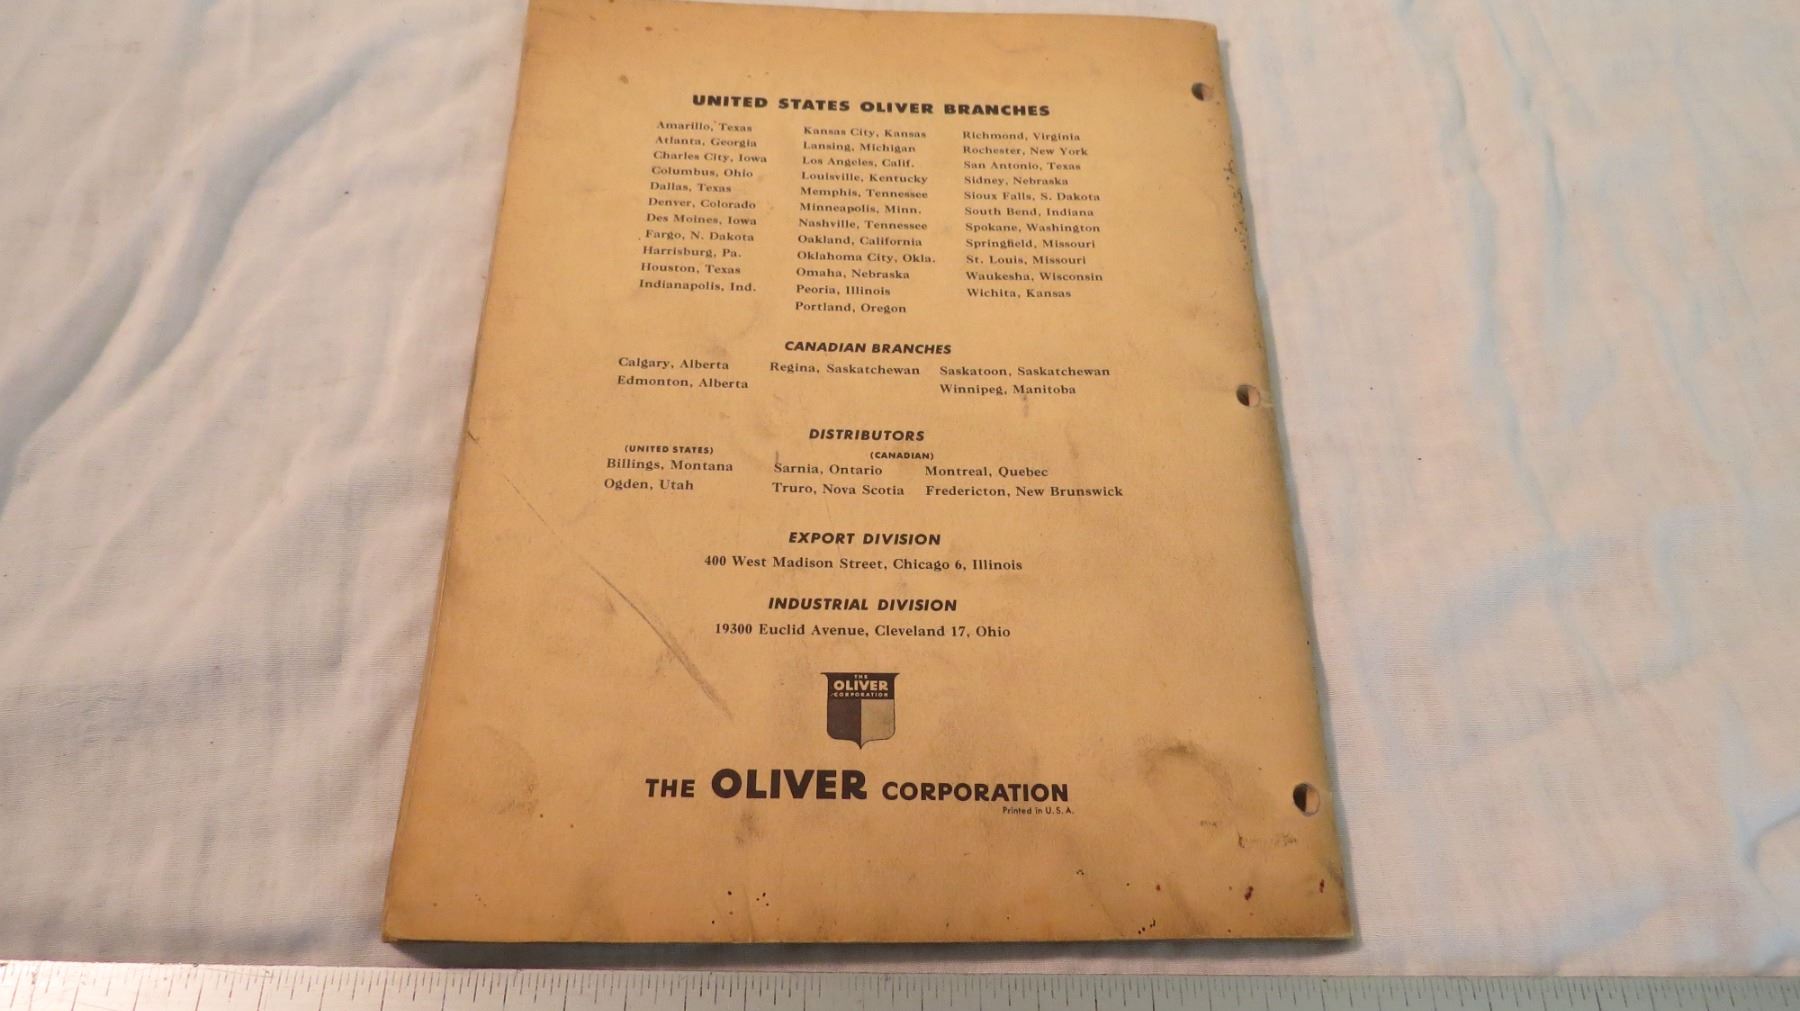 UNITED STATES OLIVER BRANCHES
Amarillo, Texas
Atlanta, Georgia
Charles City, Iowa
Columbus, Ohio
Dallas, Texas
Denver, Colorado
Des Moines, Iowa
Fargo, N. Dakota
Harrisburg, Pa.
Houston, Texas
Indianapolis, Ind.
Kansas City, Kansas
Lansing, Michigan
Los Angeles, Calif.
Louisville, Kentucky
Memphis, Tennessee
Minneapolis, Minn.
Nashville, Tennessee
Oakland, California
Oklahoma City, Okla.
Omaha, Nebraska
Peoria, Illinois
Portland, Oregon
Richmond, Virginia
Rochester, New York
San Antonio, Texas
Sidney, Nebraska
Sioux Falls, S. Dakota
South Bend, Indiana
Spokane, Washington
Springfield, Missouri
St. Louis, Missouri
Waukesha, Wisconsin
Wichita, Kansas
CANADIAN BRANCHES
Calgary, Alberta
Edmonton, Alberta
Regina, Saskatchewan
Saskatoon, Saskatchewan
Winnipeg, Manitoba
DISTRIBUTORS
(UNITED STATES)
Billings, Montana
Ogden, Utah
(CANADIAN)
Sarnia, Ontario
Truro, Nova Scotia
Montreal, Quebec
Fredericton, New Brunswick
EXPORT DIVISION
400 West Madison Street, Chicago 6, Illinois
INDUSTRIAL DIVISION
19300 Euclid Avenue, Cleveland 17, Ohio
THE
OLIVER
CORPORATION
THE OLIVER CORPORATION
Printed in U.S.A.